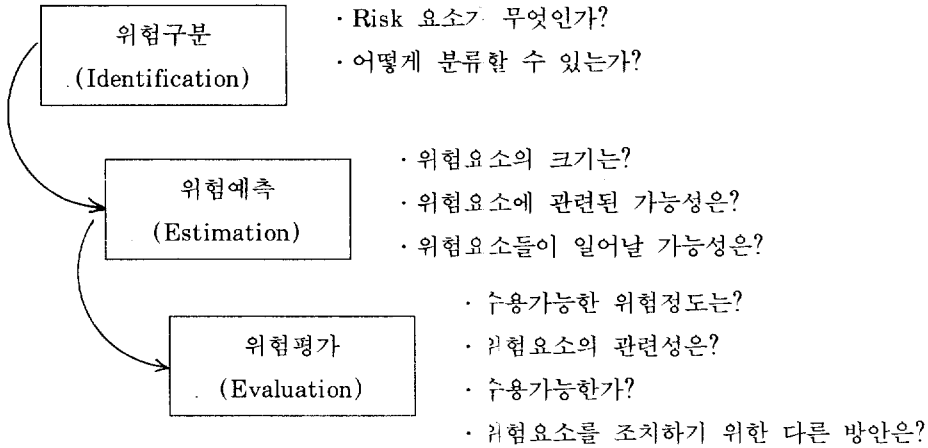 위험구분
(Identification)
· Risk 요소가 무엇인가?
· 어떻게 분류할 수 있는가?
위험예측
(Estimation)
· 위험요소의 크기는?
· 위험요소에 관련된 가능성은?
· 위험요소들이 일어날 가능성은?
위험평가
(Evaluation)
· 수용가능한 위험정도는?
· 위험요소의 관련성은?
· 수용가능한가?
· 위험요소를 조치하기 위한 다른 방안은?